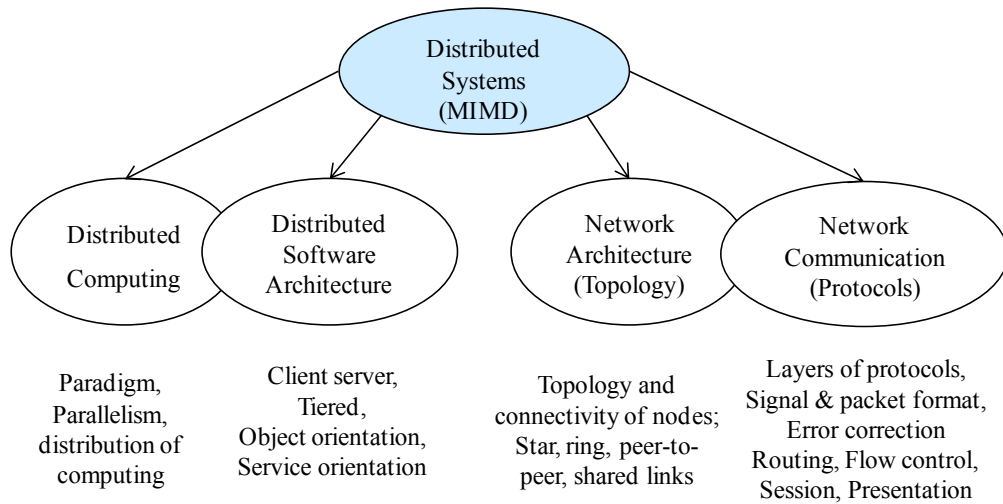 Distributed
Systems
(MIMD)
Distributed
Computing
Distributed
Software
Architecture
Network
Architecture
(Topology)
Network
Communication
(Protocols)
Paradigm,
Parallelism,
distribution of
computing
Client server,
Tiered,
Object orientation,
Service orientation
Topology and
connectivity of nodes;
Star, ring, peer-to-
peer, shared links
Layers of protocols,
Signal & packet format,
Error correction
Routing, Flow control,
Session, Presentation